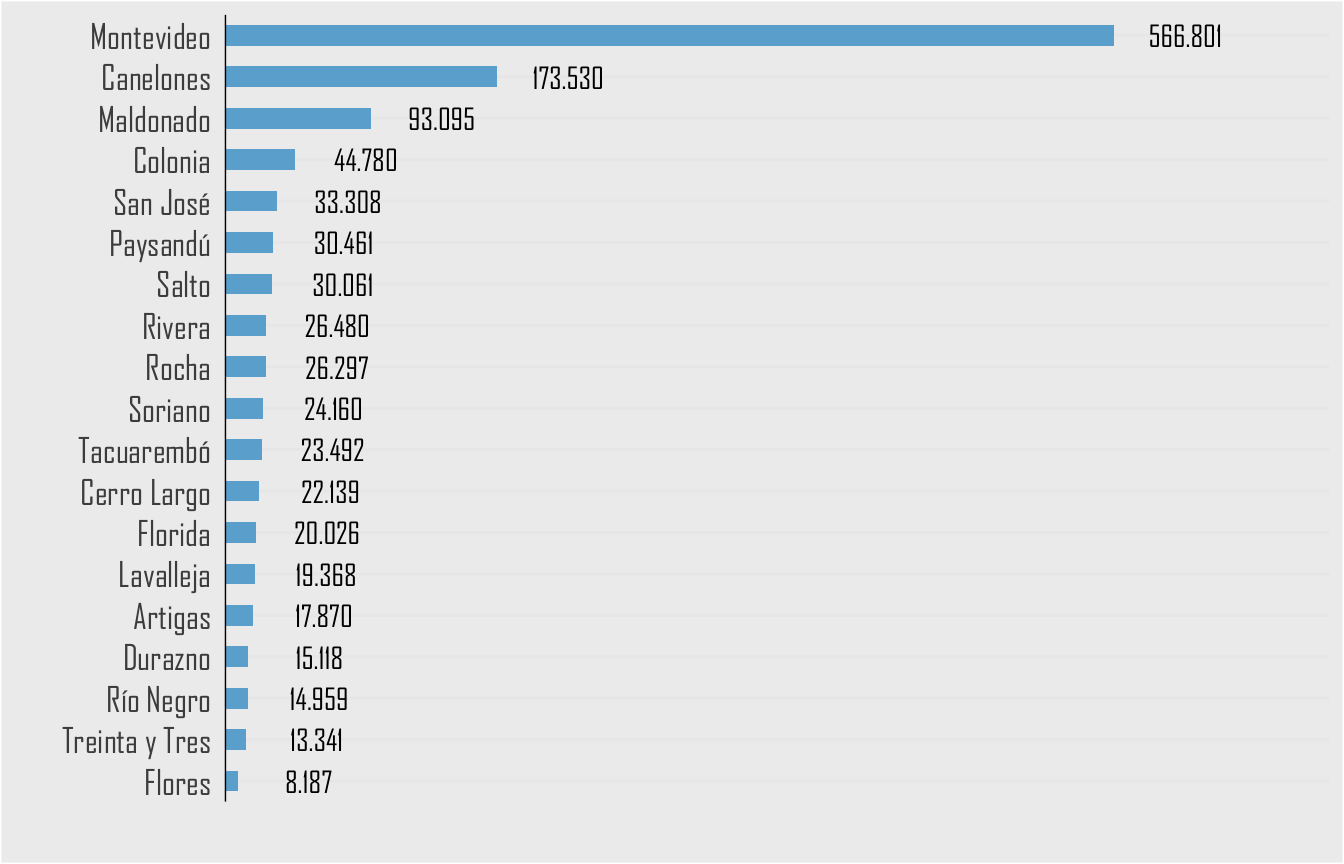 Montevideo 566.801
Canelones 173.530
Maldonado 93.095
Colonia 44.780
San José 33.308
Paysandú 30.461
Salto 30.061
Rivera 26.480
Rocha 26.297
Soriano 24.160
Tacuarembó 23.492
Cerro Largo 22.139
Florida 20.026
Lavalleja 19.368
Artigas 17.870
Durazno 15.118
Río Negro 14.959
Treinta y Tres 13.341
Flores 8.187